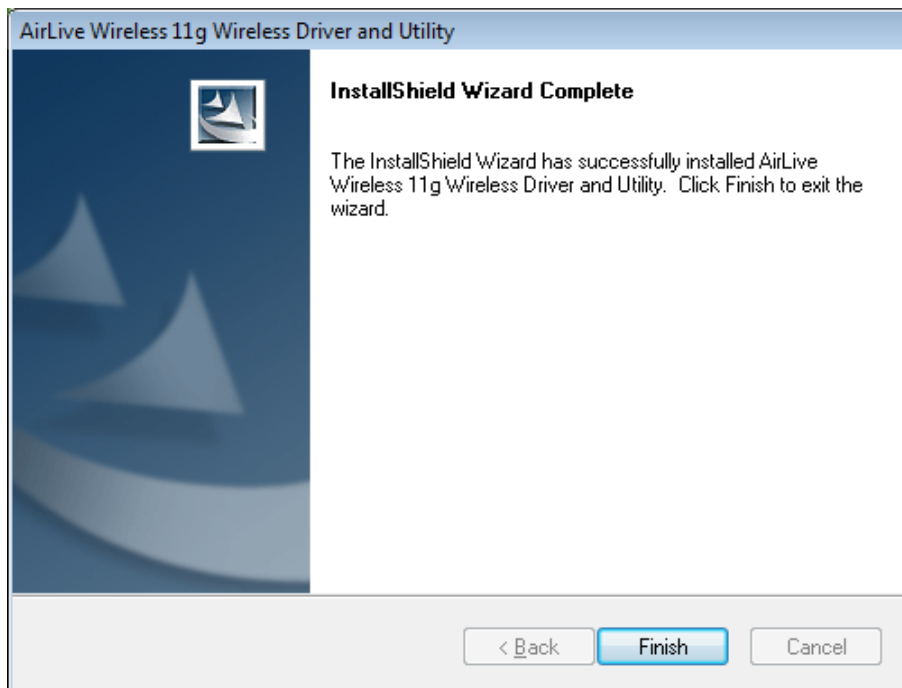 AirLive Wireless 11g Wireless Driver and Utility
InstallShield Wizard Complete
The InstallShield Wizard has successfully installed AirLive
Wireless 11g Wireless Driver and Utility.  Click Finish to exit the
wizard.
< Back
Finish
Cancel